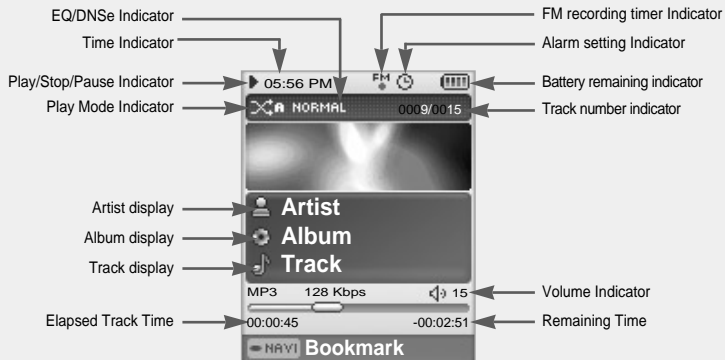 EQ/DNSe Indicator
FM recording timer Indicator
Time Indicator
Alarm setting Indicator
Play/Stop/Pause Indicator
05:56 PM
FM
Battery remaining indicator
Play Mode Indicator
A NORMAL
0009/0015
Track number indicator
Artist display
Artist
Album display
Album
Track display
Track
MP3 128 Kbps
15
Volume Indicator
Elapsed Track Time
00:00:45
-00:02:51
Remaining Time
NAVI Bookmark